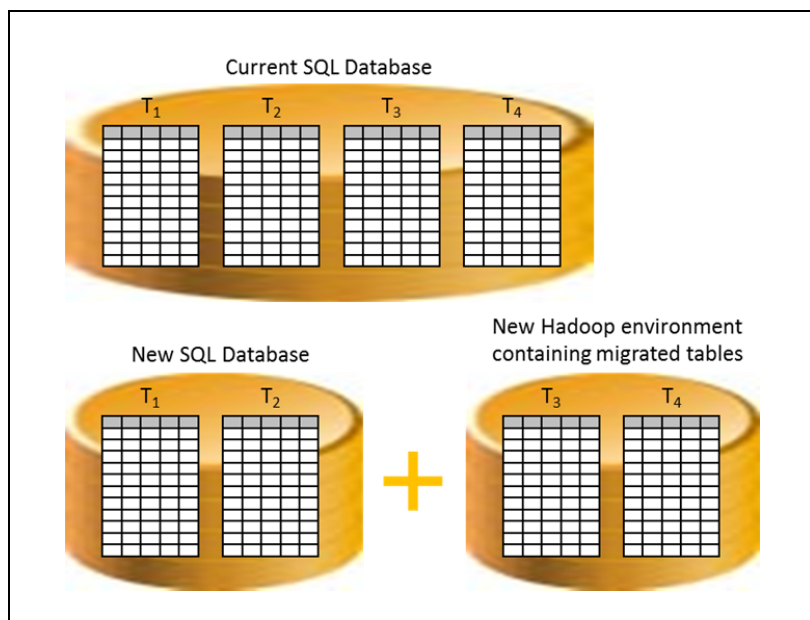 Current SQL Database
T1 T2 T3 T4
New SQL Database
New Hadoop environment
containing migrated tables
T1 T2
T3 T4